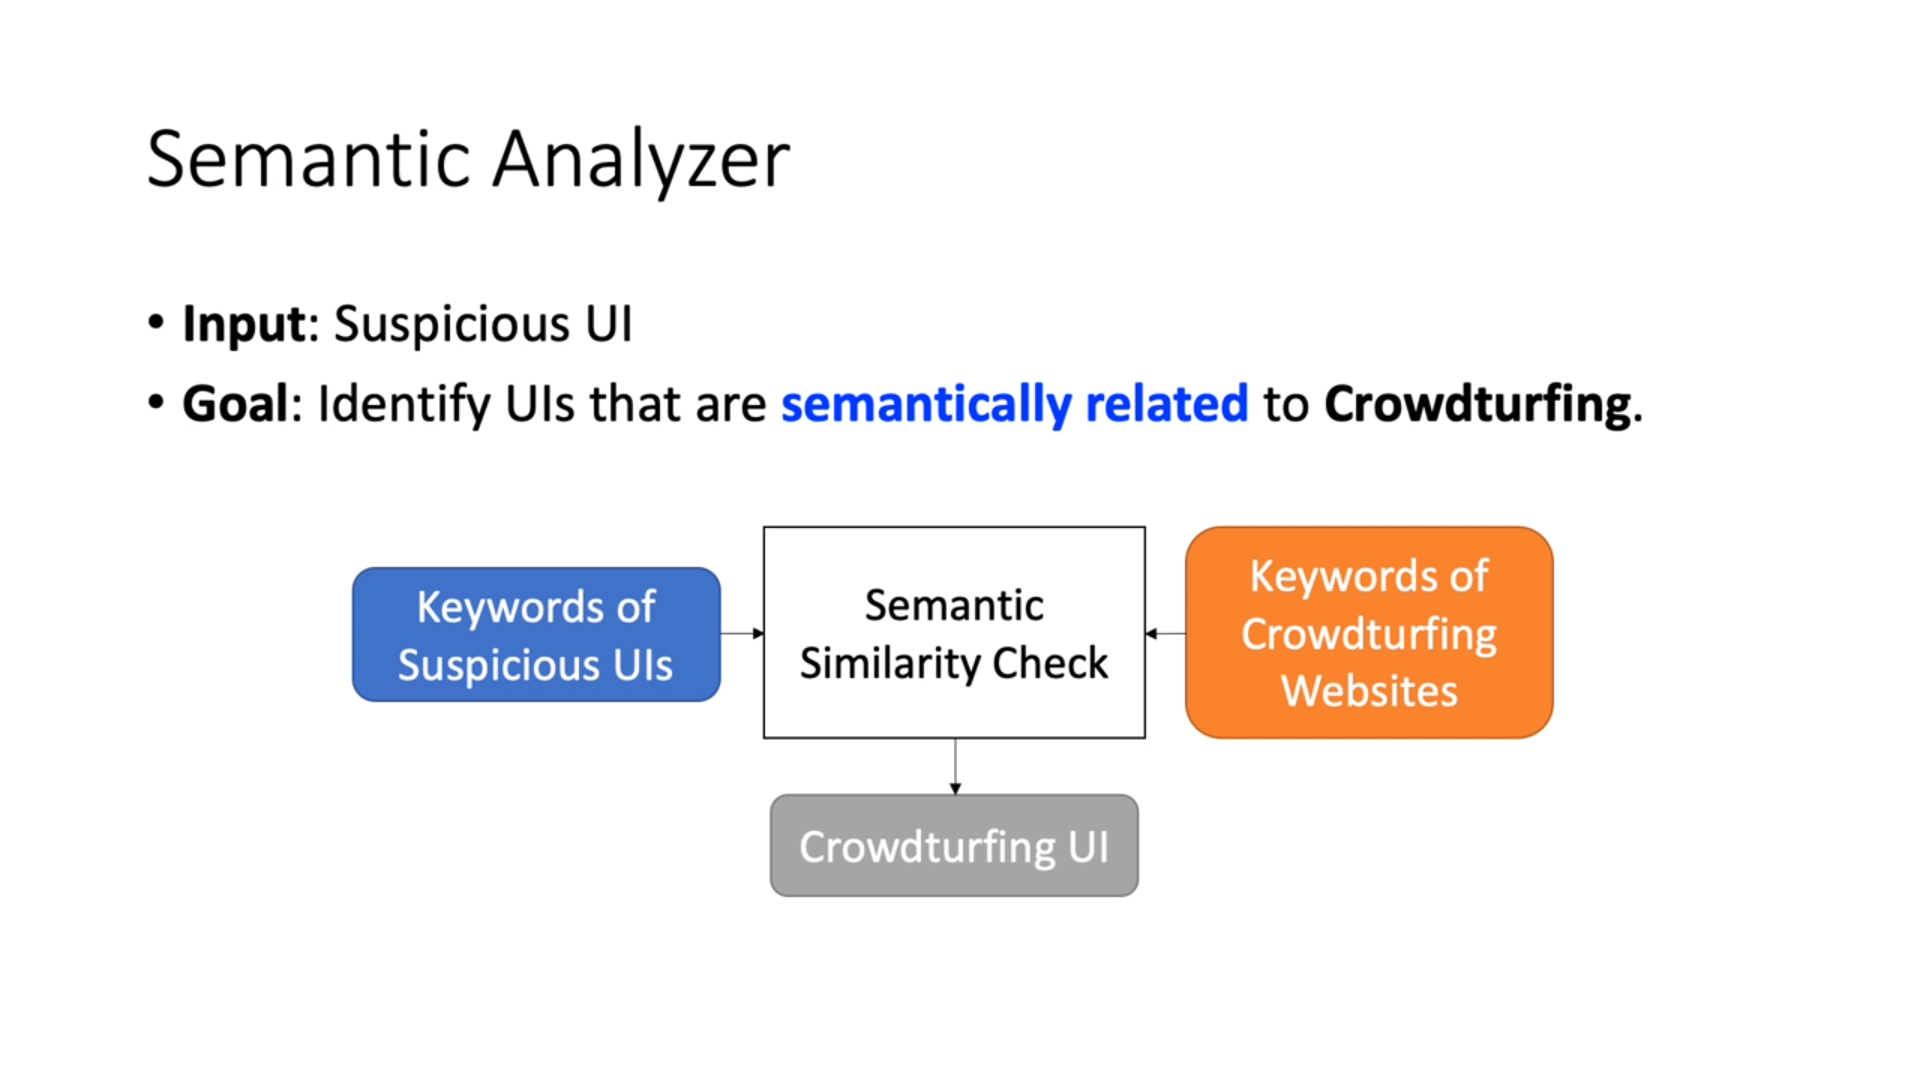 Semantic Analyzer
• Input: Suspicious UI
• Goal: Identify UIs that are semantically related to Crowdturfing.
Keywords of
Suspicious UIs
Semantic
Similarity Check
Keywords of
Crowdturfing
Websites
Crowdturfing UI